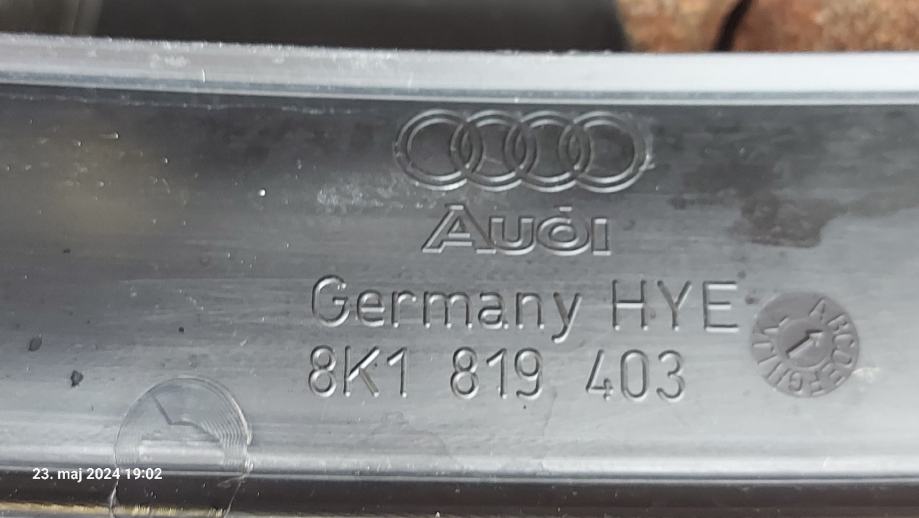 Audi
Germany HYE
8K1 819 403
23. maj 2024 19:02